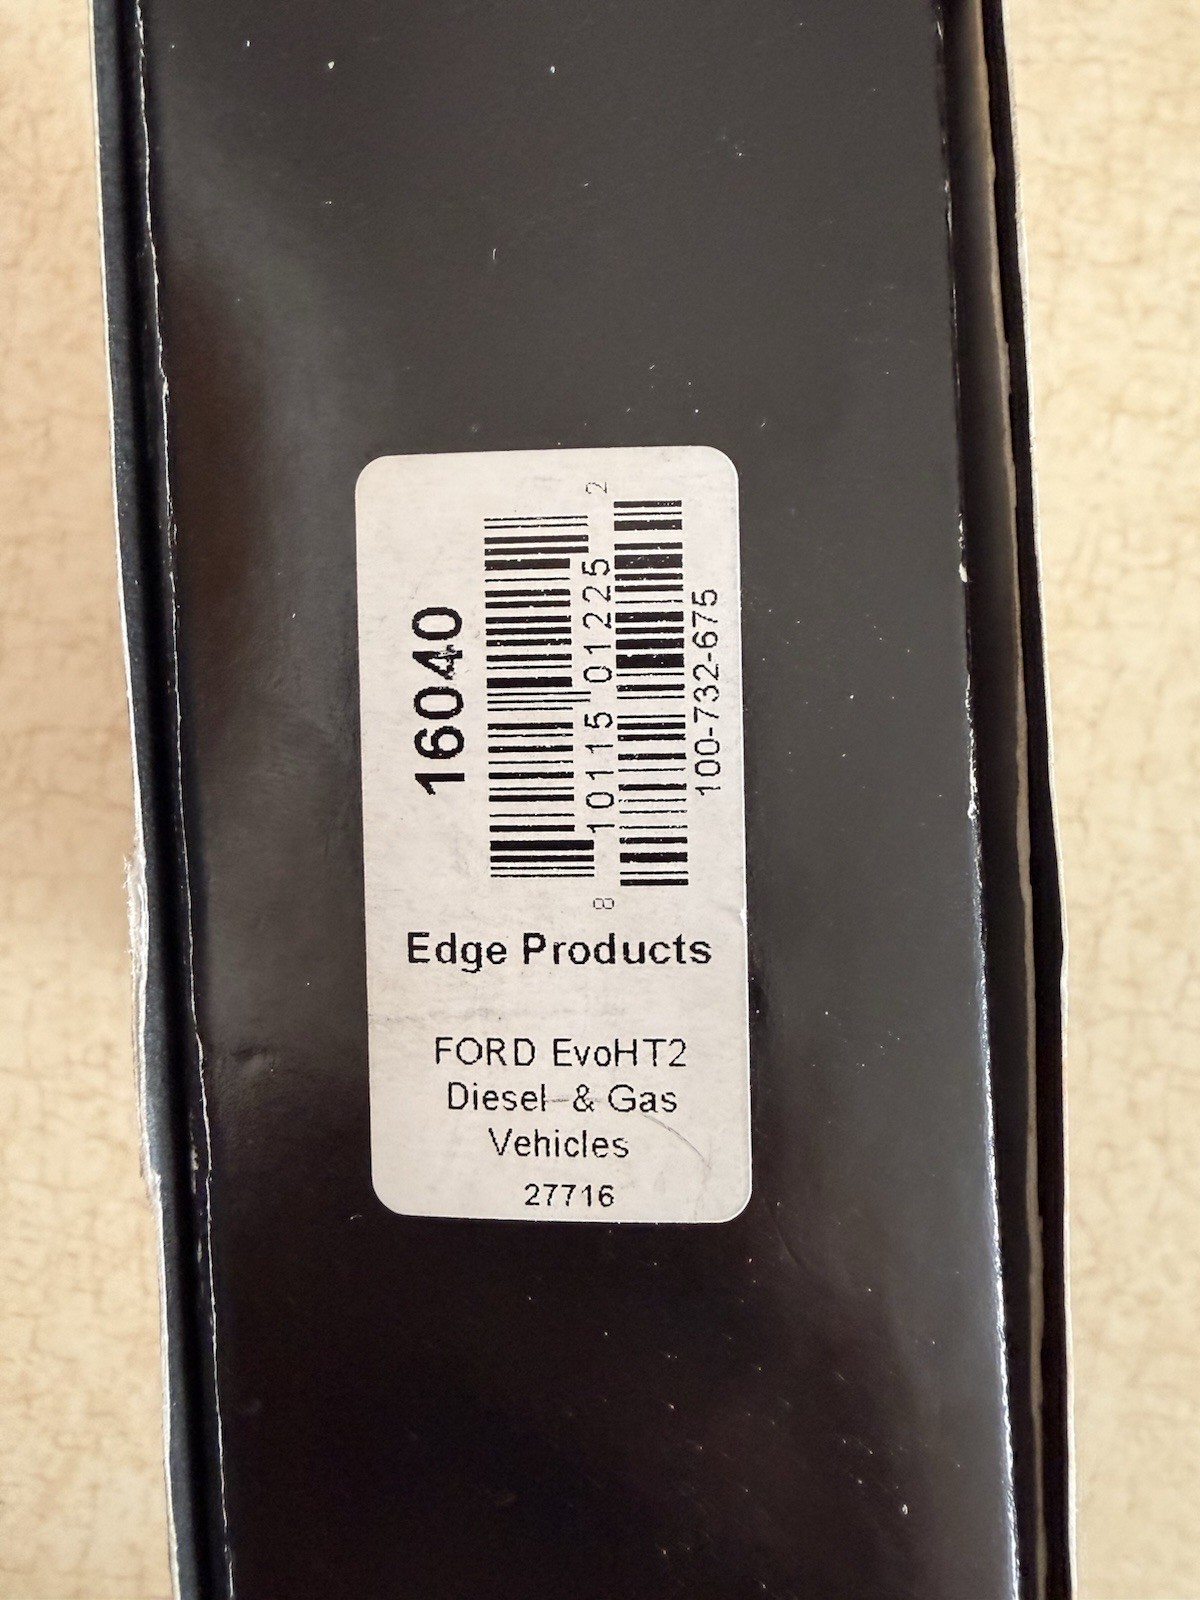 16040
8 10115 01225 2
100-732-675
Edge Products
FORD EvoHT2
Diesel & Gas
Vehicles
27716